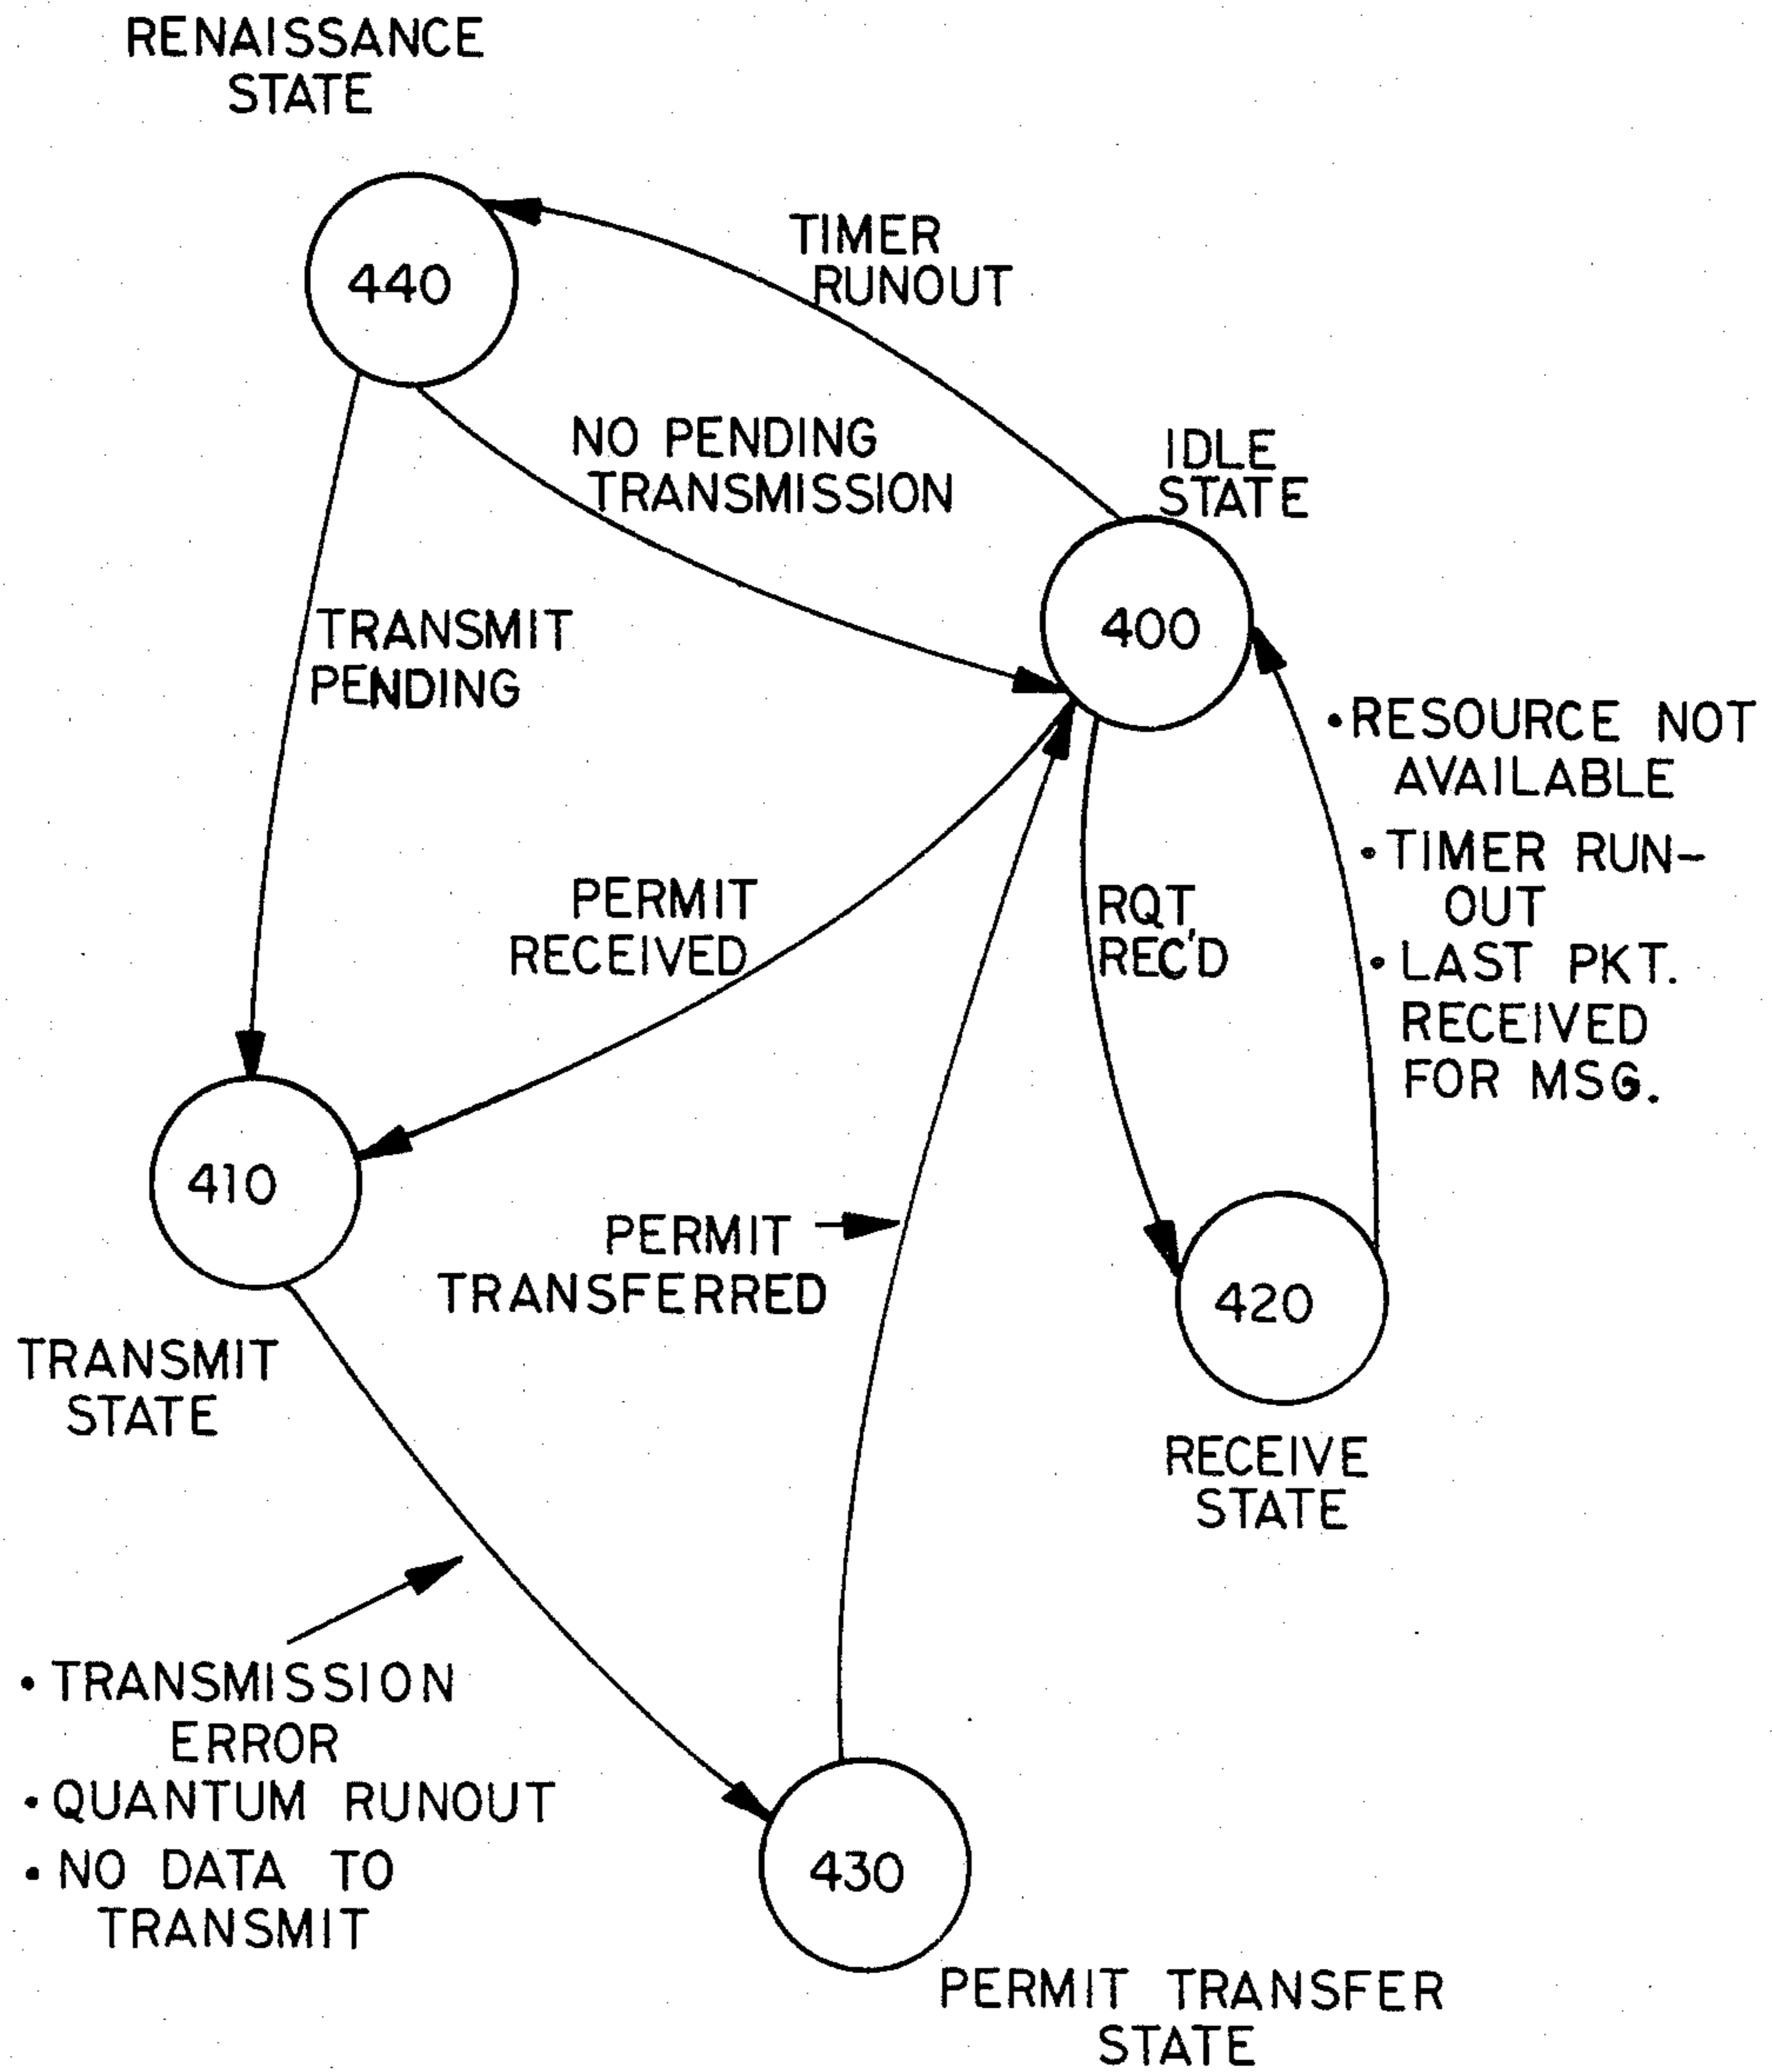 RENAISSANCE
STATE
440
TIMER
RUNOUT
NO PENDING
TRANSMISSION
IDLE
STATE
400
TRANSMIT
PENDING
•RESOURCE NOT
AVAILABLE
•TIMER RUN-
OUT
•LAST PKT.
RECEIVED
FOR MSG.
PERMIT
RECEIVED
RQT.
REC'D
410
TRANSMIT
STATE
PERMIT
TRANSFERRED
420
RECEIVE
STATE
•TRANSMISSION
ERROR
•QUANTUM RUNOUT
•NO DATA TO
TRANSMIT
430
PERMIT TRANSFER
STATE